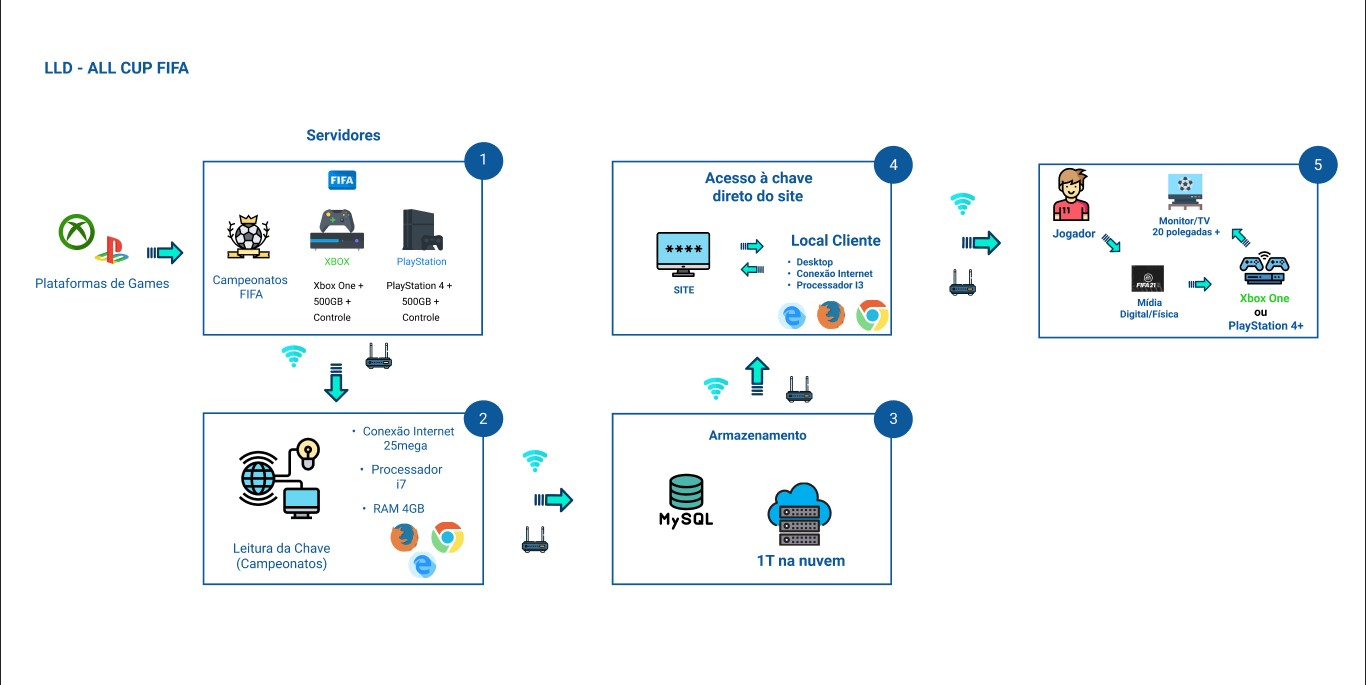 LLD - ALL CUP FIFA
Plataformas de Games
Servidores
1
FIFA
Campeonatos
FIFA
XBOX
Xbox One +
500GB +
Controle
PlayStation
PlayStation 4 +
500GB +
Controle
2
• Conexão Internet
25mega
• Processador
i7
• RAM 4GB
Leitura da Chave
(Campeonatos)
3
Armazenamento
MySQL
1T na nuvem
4
Acesso à chave
direto do site
****
SITE
Local Cliente
• Desktop
• Conexão Internet
• Processador I3
5
11
Jogador
Monitor/TV
20 polegadas +
FIFA21
Mídia
Digital/Física
Xbox One
ou
PlayStation 4+